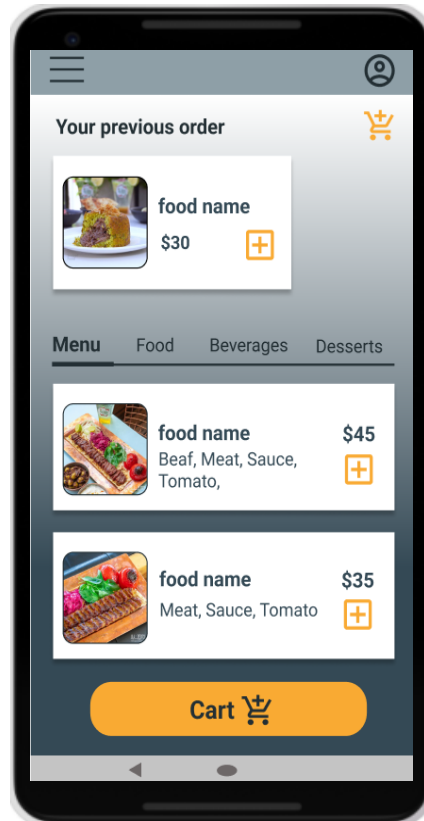 Your previous order
food name
$30
Menu Food Beverages Desserts
food name $45
Beaf, Meat, Sauce,
Tomato,
food name $35
Meat, Sauce, Tomato
Cart